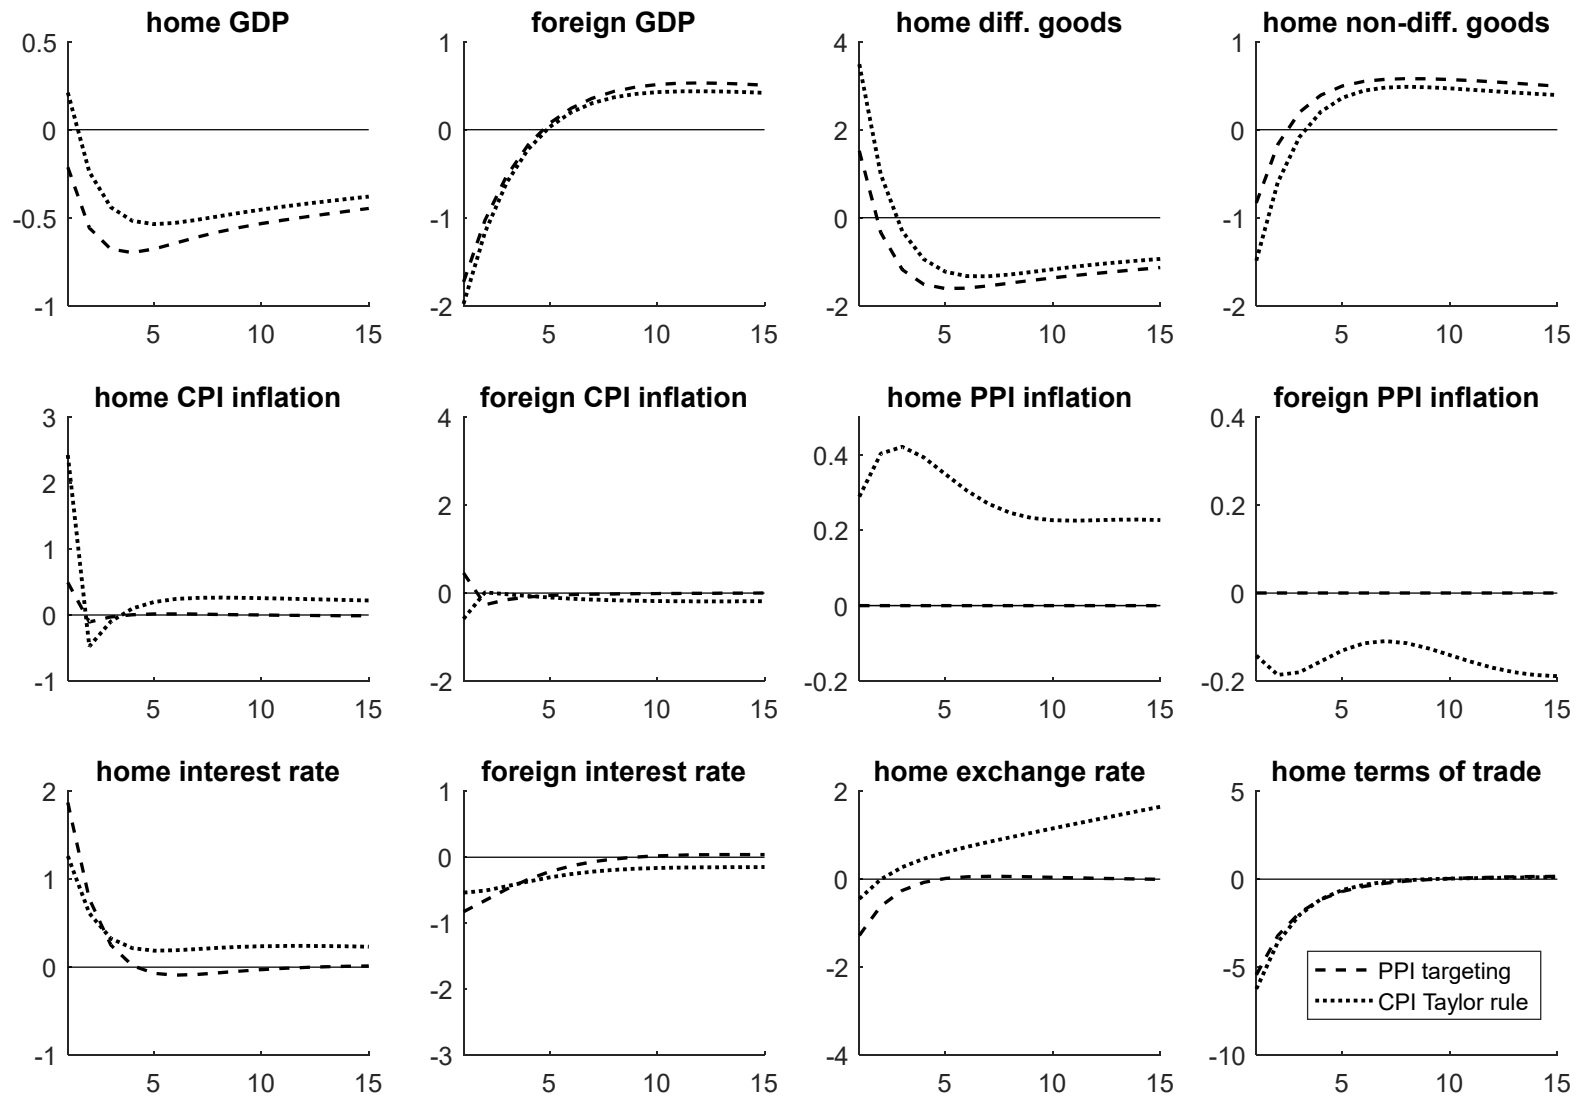 home GDP
0.5
0
-0.5
-1
5 10 15
foreign GDP
1
0
-1
-2
5 10 15
home diff. goods
4
2
0
-2
5 10 15
home non-diff. goods
1
0
-1
-2
5 10 15
home CPI inflation
3
2
1
0
-1
5 10 15
foreign CPI inflation
4
2
0
-2
5 10 15
home PPI inflation
0.4
0.2
0
-0.2
5 10 15
foreign PPI inflation
0.4
0.2
0
-0.2
5 10 15
home interest rate
2
1
0
-1
5 10 15
foreign interest rate
1
0
-1
-2
-3
5 10 15
home exchange rate
2
0
-2
-4
5 10 15
home terms of trade
5
0
-5
-10
5 10 15
PPI targeting
CPI Taylor rule